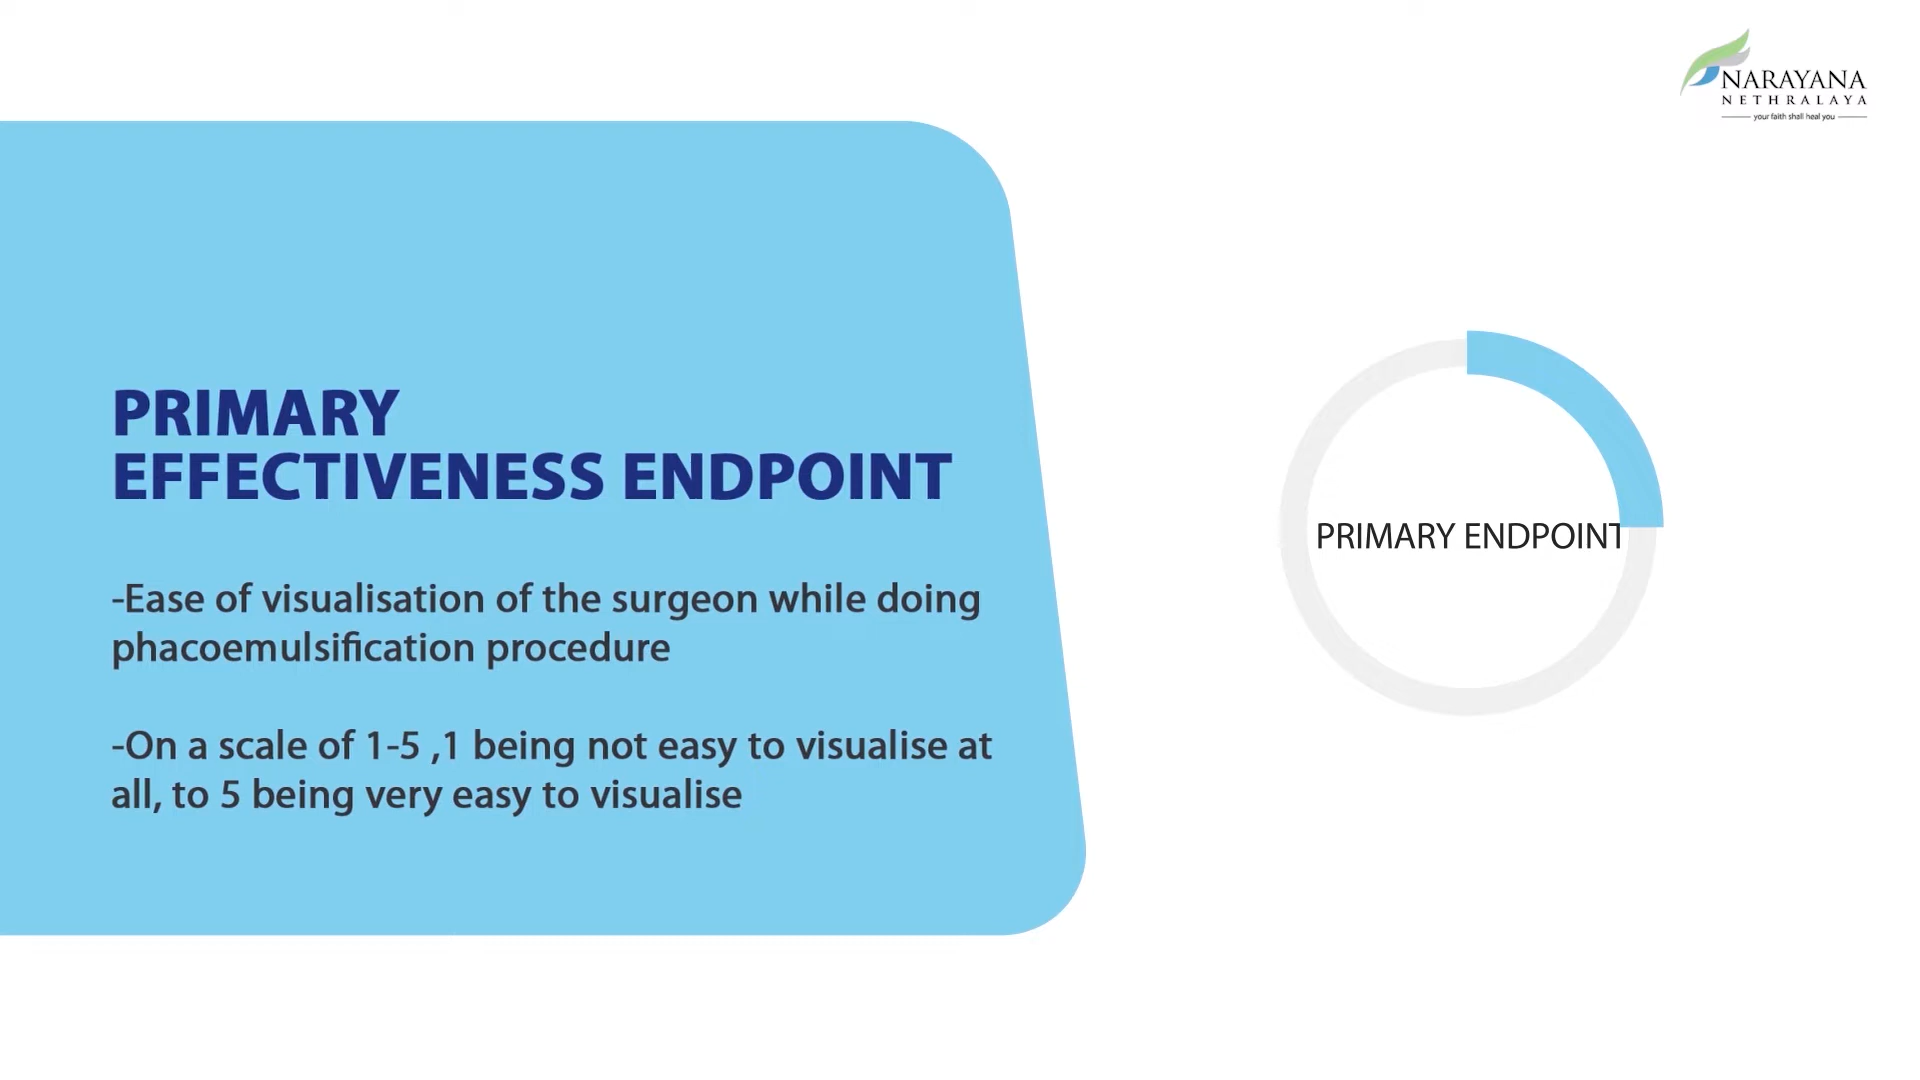 NARAYANA
NETHRALAYA
your faith shall heal you
PRIMARY
EFFECTIVENESS ENDPOINT
-Ease of visualisation of the surgeon while doing
phacoemulsification procedure
-On a scale of 1-5 ,1 being not easy to visualise at
all, to 5 being very easy to visualise
PRIMARY ENDPOINT